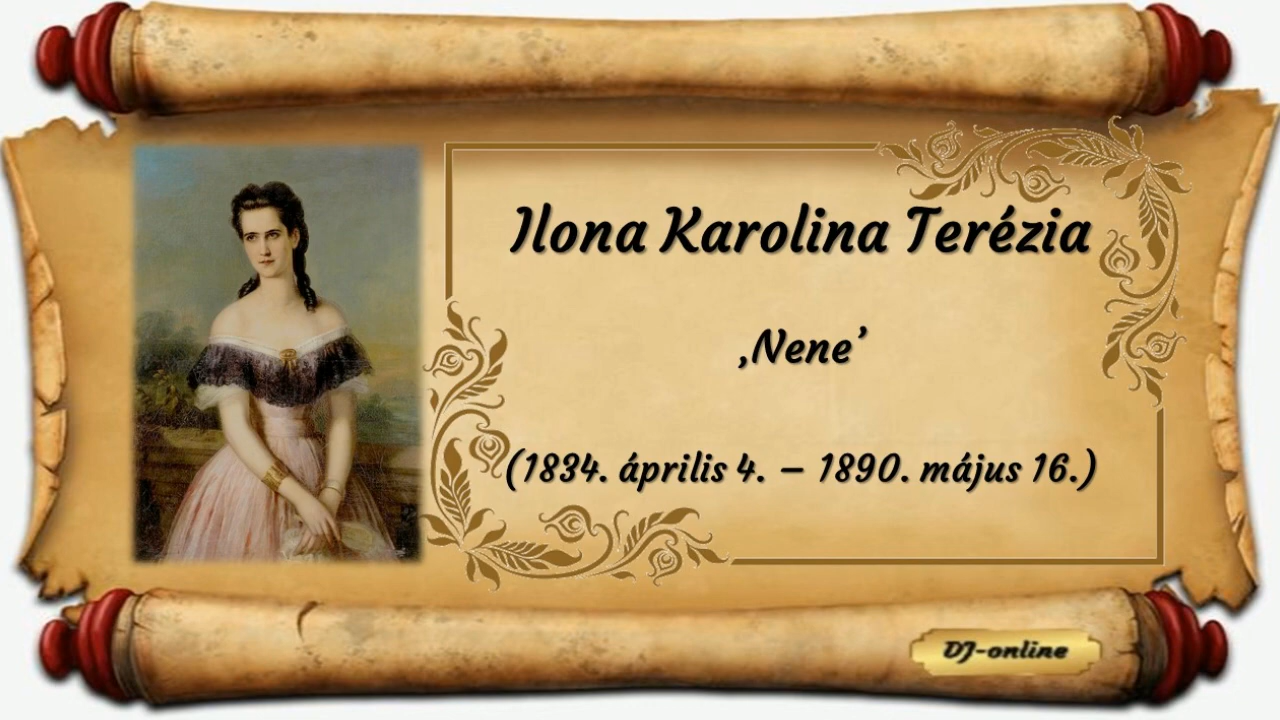 Ilona Karolina Terézia
‚Nene’
(1834. április 4. – 1890. május 16.)
DJ-online